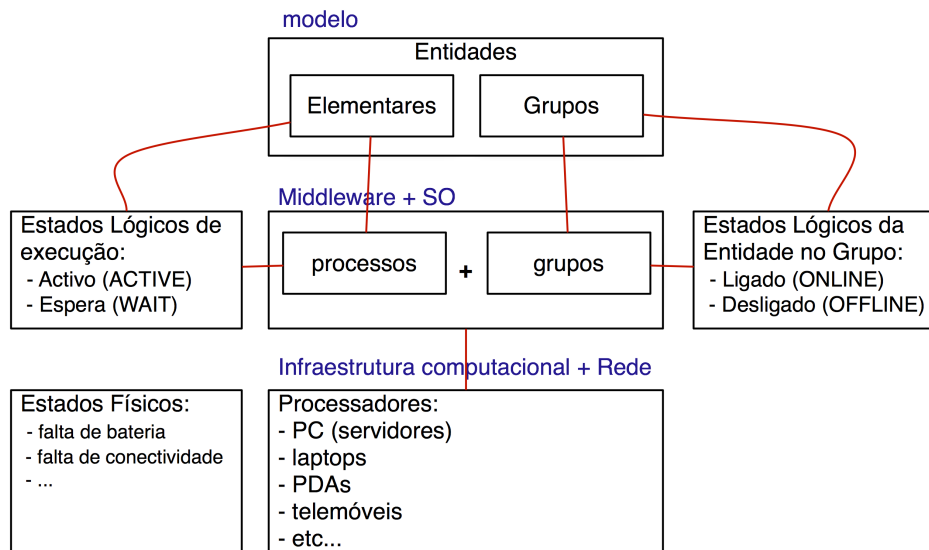 modelo
Entidades
Elementares
Grupos
Middleware + SO
Estados Lógicos de
execução:
- Activo (ACTIVE)
- Espera (WAIT)
processos
+
grupos
Estados Lógicos da
Entidade no Grupo:
- Ligado (ONLINE)
- Desligado (OFFLINE)
Infraestrutura computacional + Rede
Estados Físicos:
- falta de bateria
- falta de conectividade
- ...
Processadores:
- PC (servidores)
- laptops
- PDAs
- telemóveis
- etc...